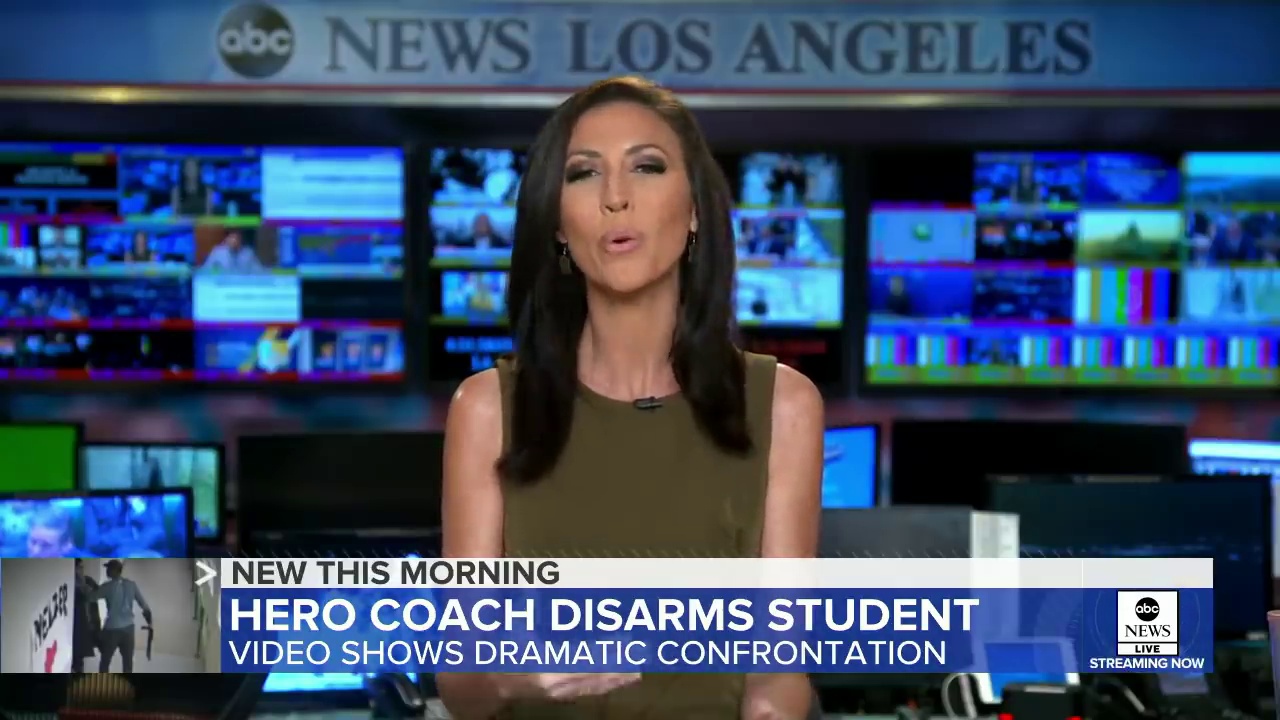 abc NEWS LOS ANGELES
NEW THIS MORNING
HERO COACH DISARMS STUDENT
VIDEO SHOWS DRAMATIC CONFRONTATION
abc
NEWS
LIVE
STREAMING NOW